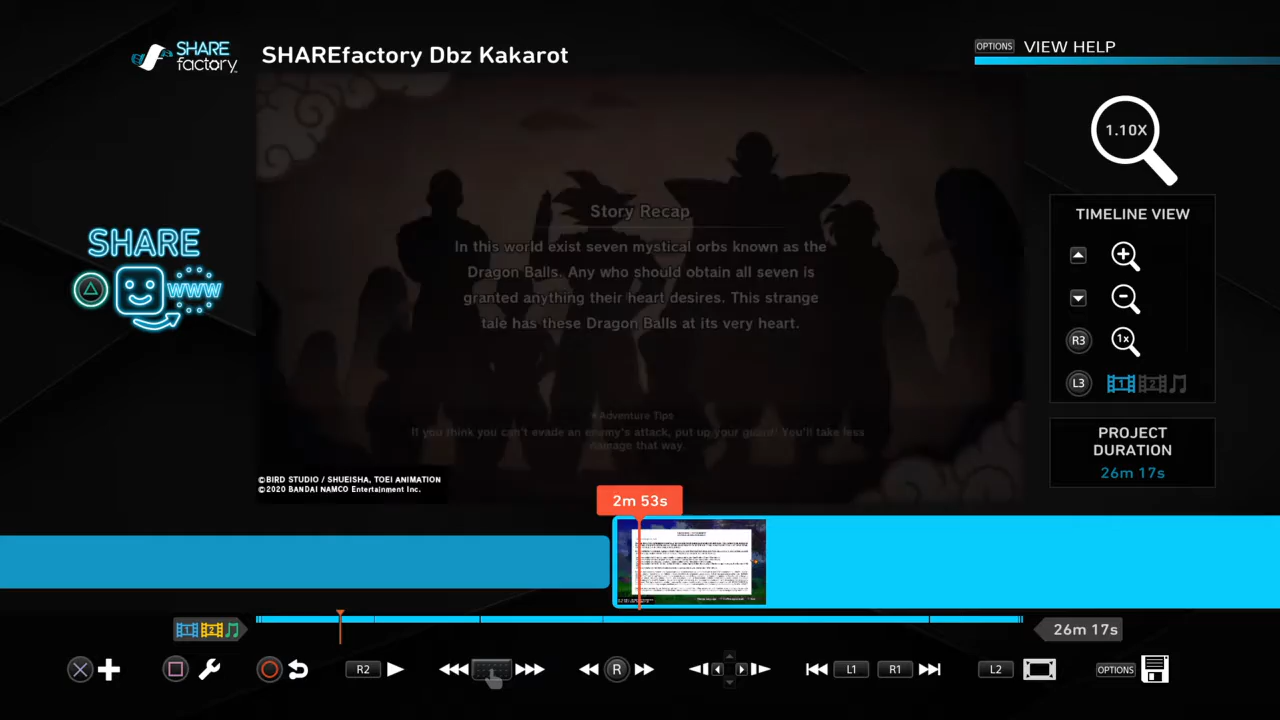 SHARE
factory™
SHAREfactory Dbz Kakarot
OPTIONS VIEW HELP
1.10X
TIMELINE VIEW
R3 1x
L3 1 2
PROJECT
DURATION
26m 17s
SHARE
WWW
Story Recap
In this world exist seven mystical orbs known as the
Dragon Balls. Any who should obtain all seven is
granted anything their heart desires. This strange
tale has these Dragon Balls at its very heart.
★Adventure Tips
If you think you can't evade an enemy's attack, put up your guard! You'll take less
damage that way.
©BIRD STUDIO / SHUEISHA, TOEI ANIMATION
©2020 BANDAI NAMCO Entertainment Inc.
2m 53s
1 2
26m 17s
R2 R L1 R1 L2 OPTIONS